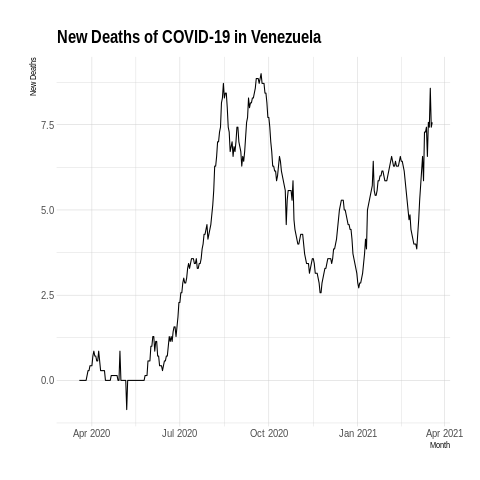 New Deaths of COVID-19 in Venezuela
New Deaths
7.5
5.0
2.5
0.0
Apr 2020 Jul 2020 Oct 2020 Jan 2021 Apr 2021
Month